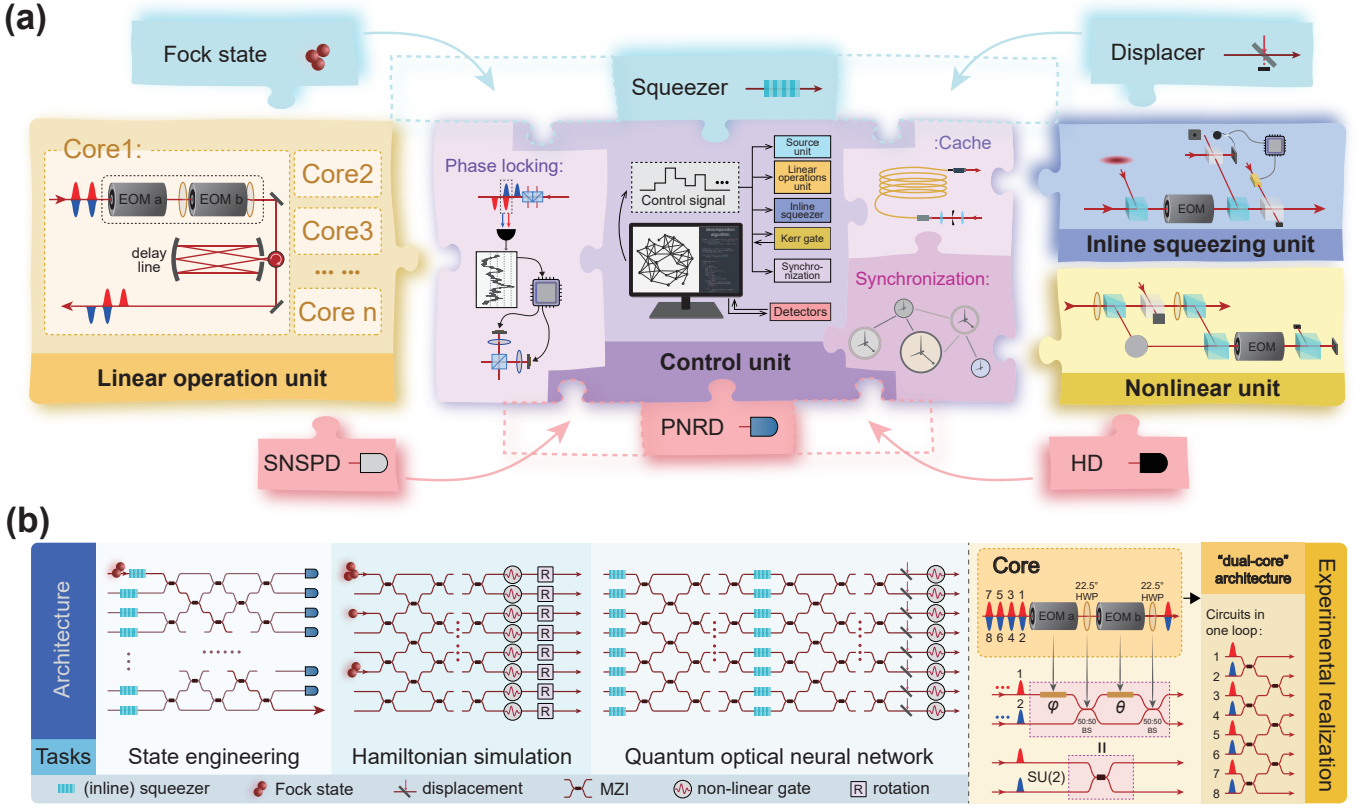 (a)
Fock state
Squeezer
Displacer
Core1:
EOM a
EOM b
delay
line
Core2
Core3
... ...
Core n
Linear operation unit
Phase locking:
Control signal
Source
unit
Linear
operations
unit
Inline
squeezer
Kerr gate
Synchro-
nization
Detectors
decomposition
algorithm
Control unit
:Cache
Synchronization:
EOM
Inline squeezing unit
EOM
Nonlinear unit
SNSPD
PNRD
HD
(b)
Architecture
Tasks
R
R
R
R
R
R
R
R
State engineering
Hamiltonian simulation
Quantum optical neural network
(inline) squeezer
Fock state
displacement
MZI
non-linear gate
R rotation
Core
22.5° 22.5°
HWP HWP
7 5 3 1
EOM a
EOM b
8 6 4 2
1
2
φ
θ
50:50
BS
50:50
BS
=
SU(2)
"dual-core"
architecture
Circuits in
one loop:
1
2
3
4
5
6
7
8
Experimental realization